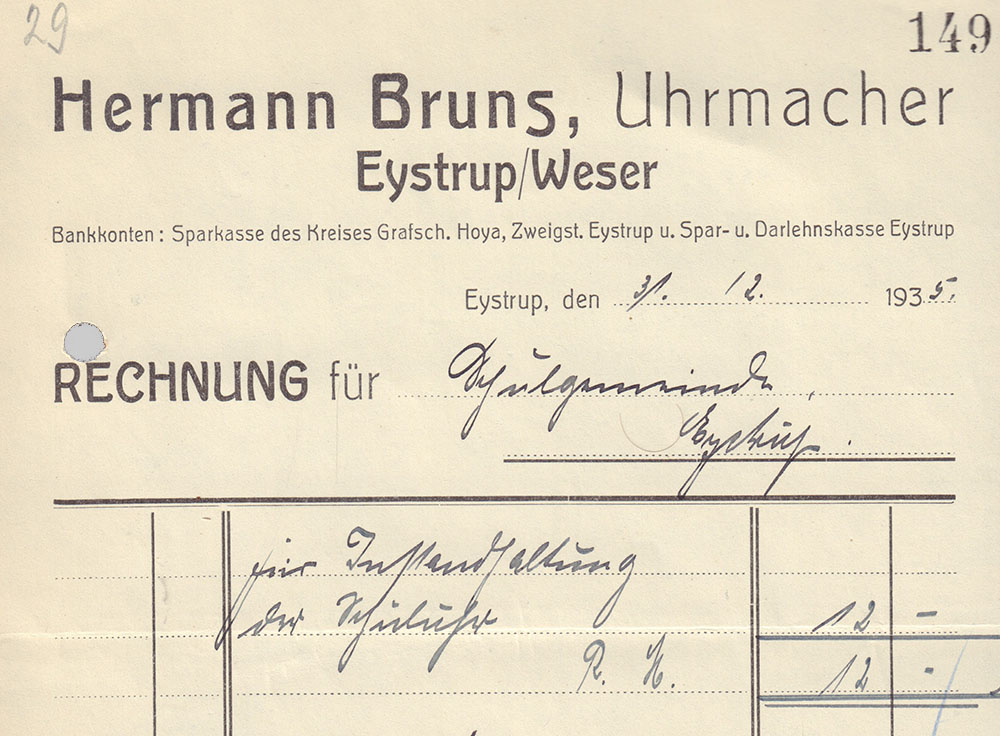 29
149
Hermann Bruns, Uhrmacher
Eystrup/Weser
Bankkonten: Sparkasse des Kreises Grafsch. Hoya, Zweigst. Eystrup u. Spar- u. Darlehnskasse Eystrup
Eystrup, den 31. 12. 1935.
RECHNUNG für Schulgemeinde,
Eystrup.
für Instandhaltung
der Schuluhr 12 -
R. M. 12 -